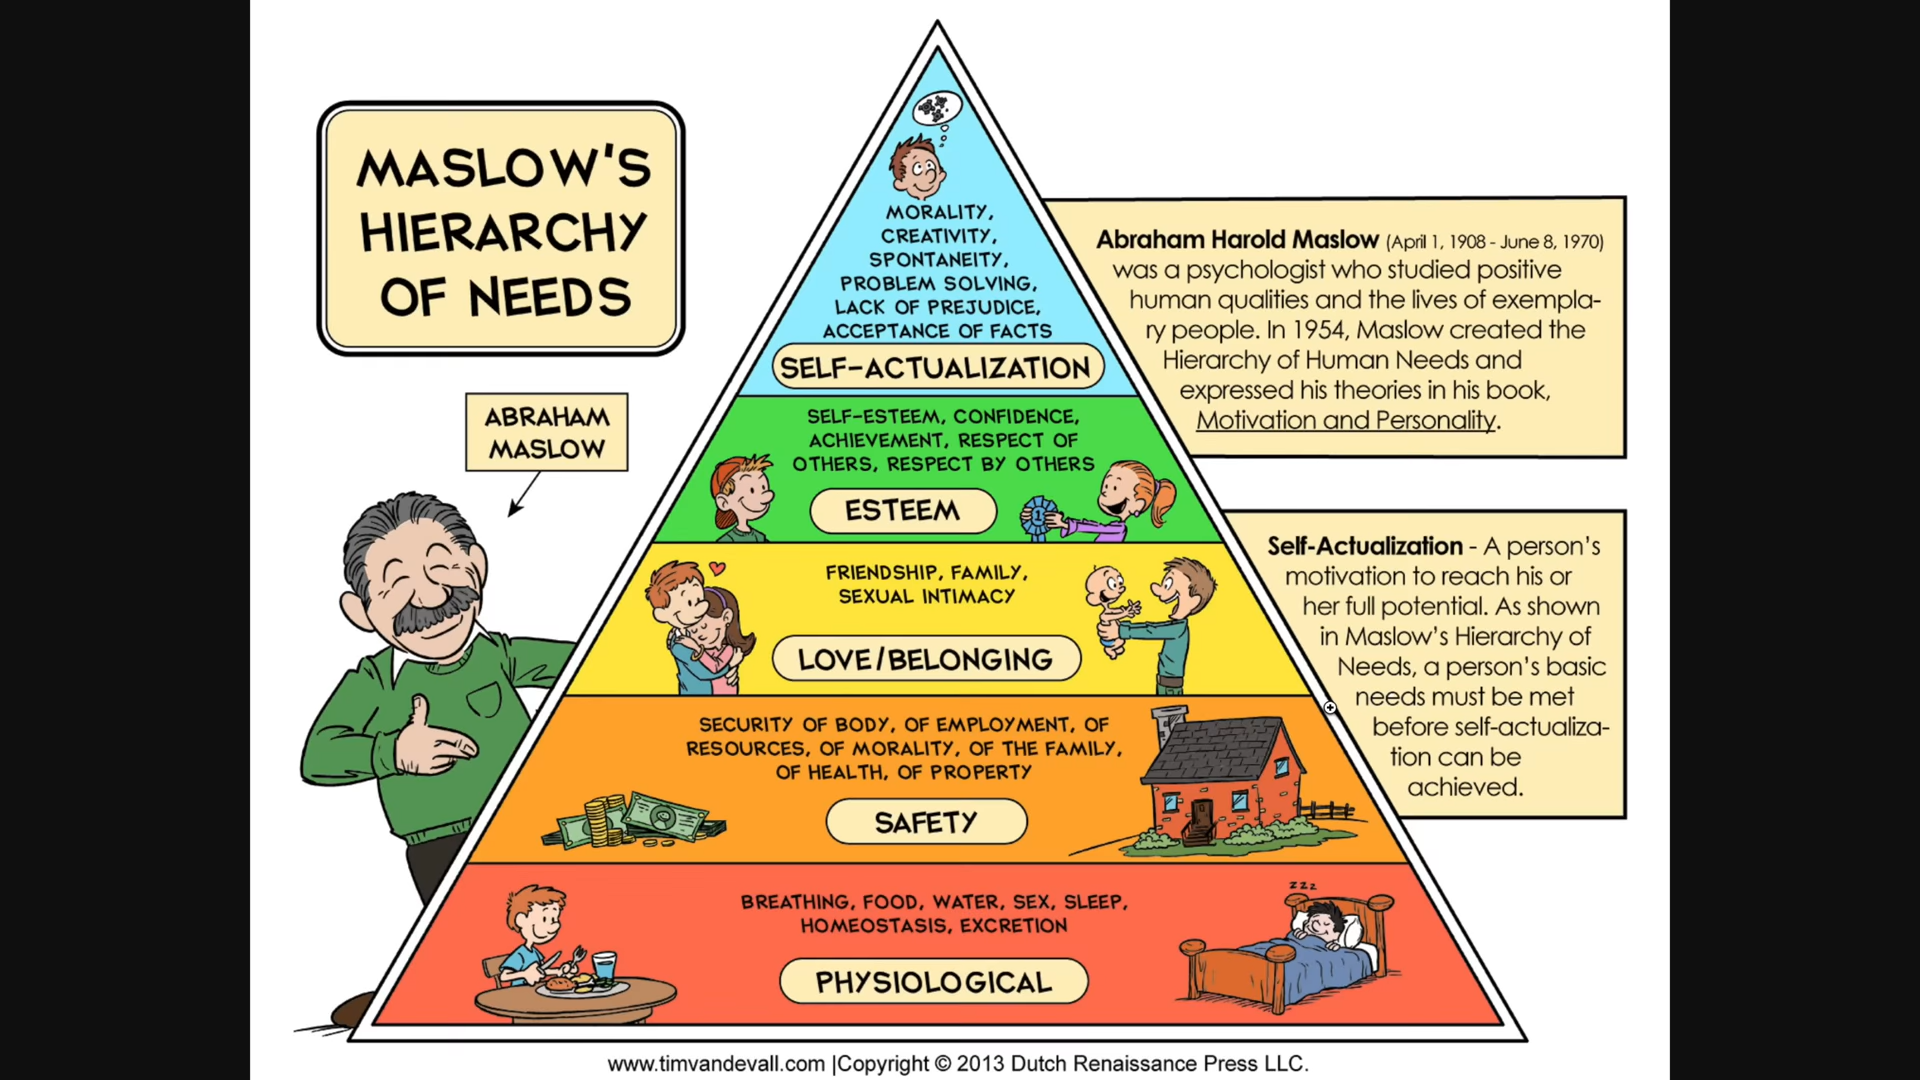 MASLOW'S
HIERARCHY
OF NEEDS
ABRAHAM
MASLOW
MORALITY,
CREATIVITY,
SPONTANEITY,
PROBLEM SOLVING,
LACK OF PREJUDICE,
ACCEPTANCE OF FACTS
SELF-ACTUALIZATION
SELF-ESTEEM, CONFIDENCE,
ACHIEVEMENT, RESPECT OF
OTHERS, RESPECT BY OTHERS
1
ESTEEM
FRIENDSHIP, FAMILY,
SEXUAL INTIMACY
LOVE/BELONGING
SECURITY OF BODY, OF EMPLOYMENT, OF
RESOURCES, OF MORALITY, OF THE FAMILY,
OF HEALTH, OF PROPERTY
SAFETY
BREATHING, FOOD, WATER, SEX, SLEEP,
HOMEOSTASIS, EXCRETION
ZZZ
PHYSIOLOGICAL
Abraham Harold Maslow (April 1, 1908 - June 8, 1970)
was a psychologist who studied positive
human qualities and the lives of exempla-
ry people. In 1954, Maslow created the
Hierarchy of Human Needs and
expressed his theories in his book,
Motivation and Personality.
Self-Actualization - A person's
motivation to reach his or
her full potential. As shown
in Maslow's Hierarchy of
Needs, a person's basic
needs must be met
before self-actualiza-
tion can be
achieved.
www.timvandevall.com |Copyright © 2013 Dutch Renaissance Press LLC.